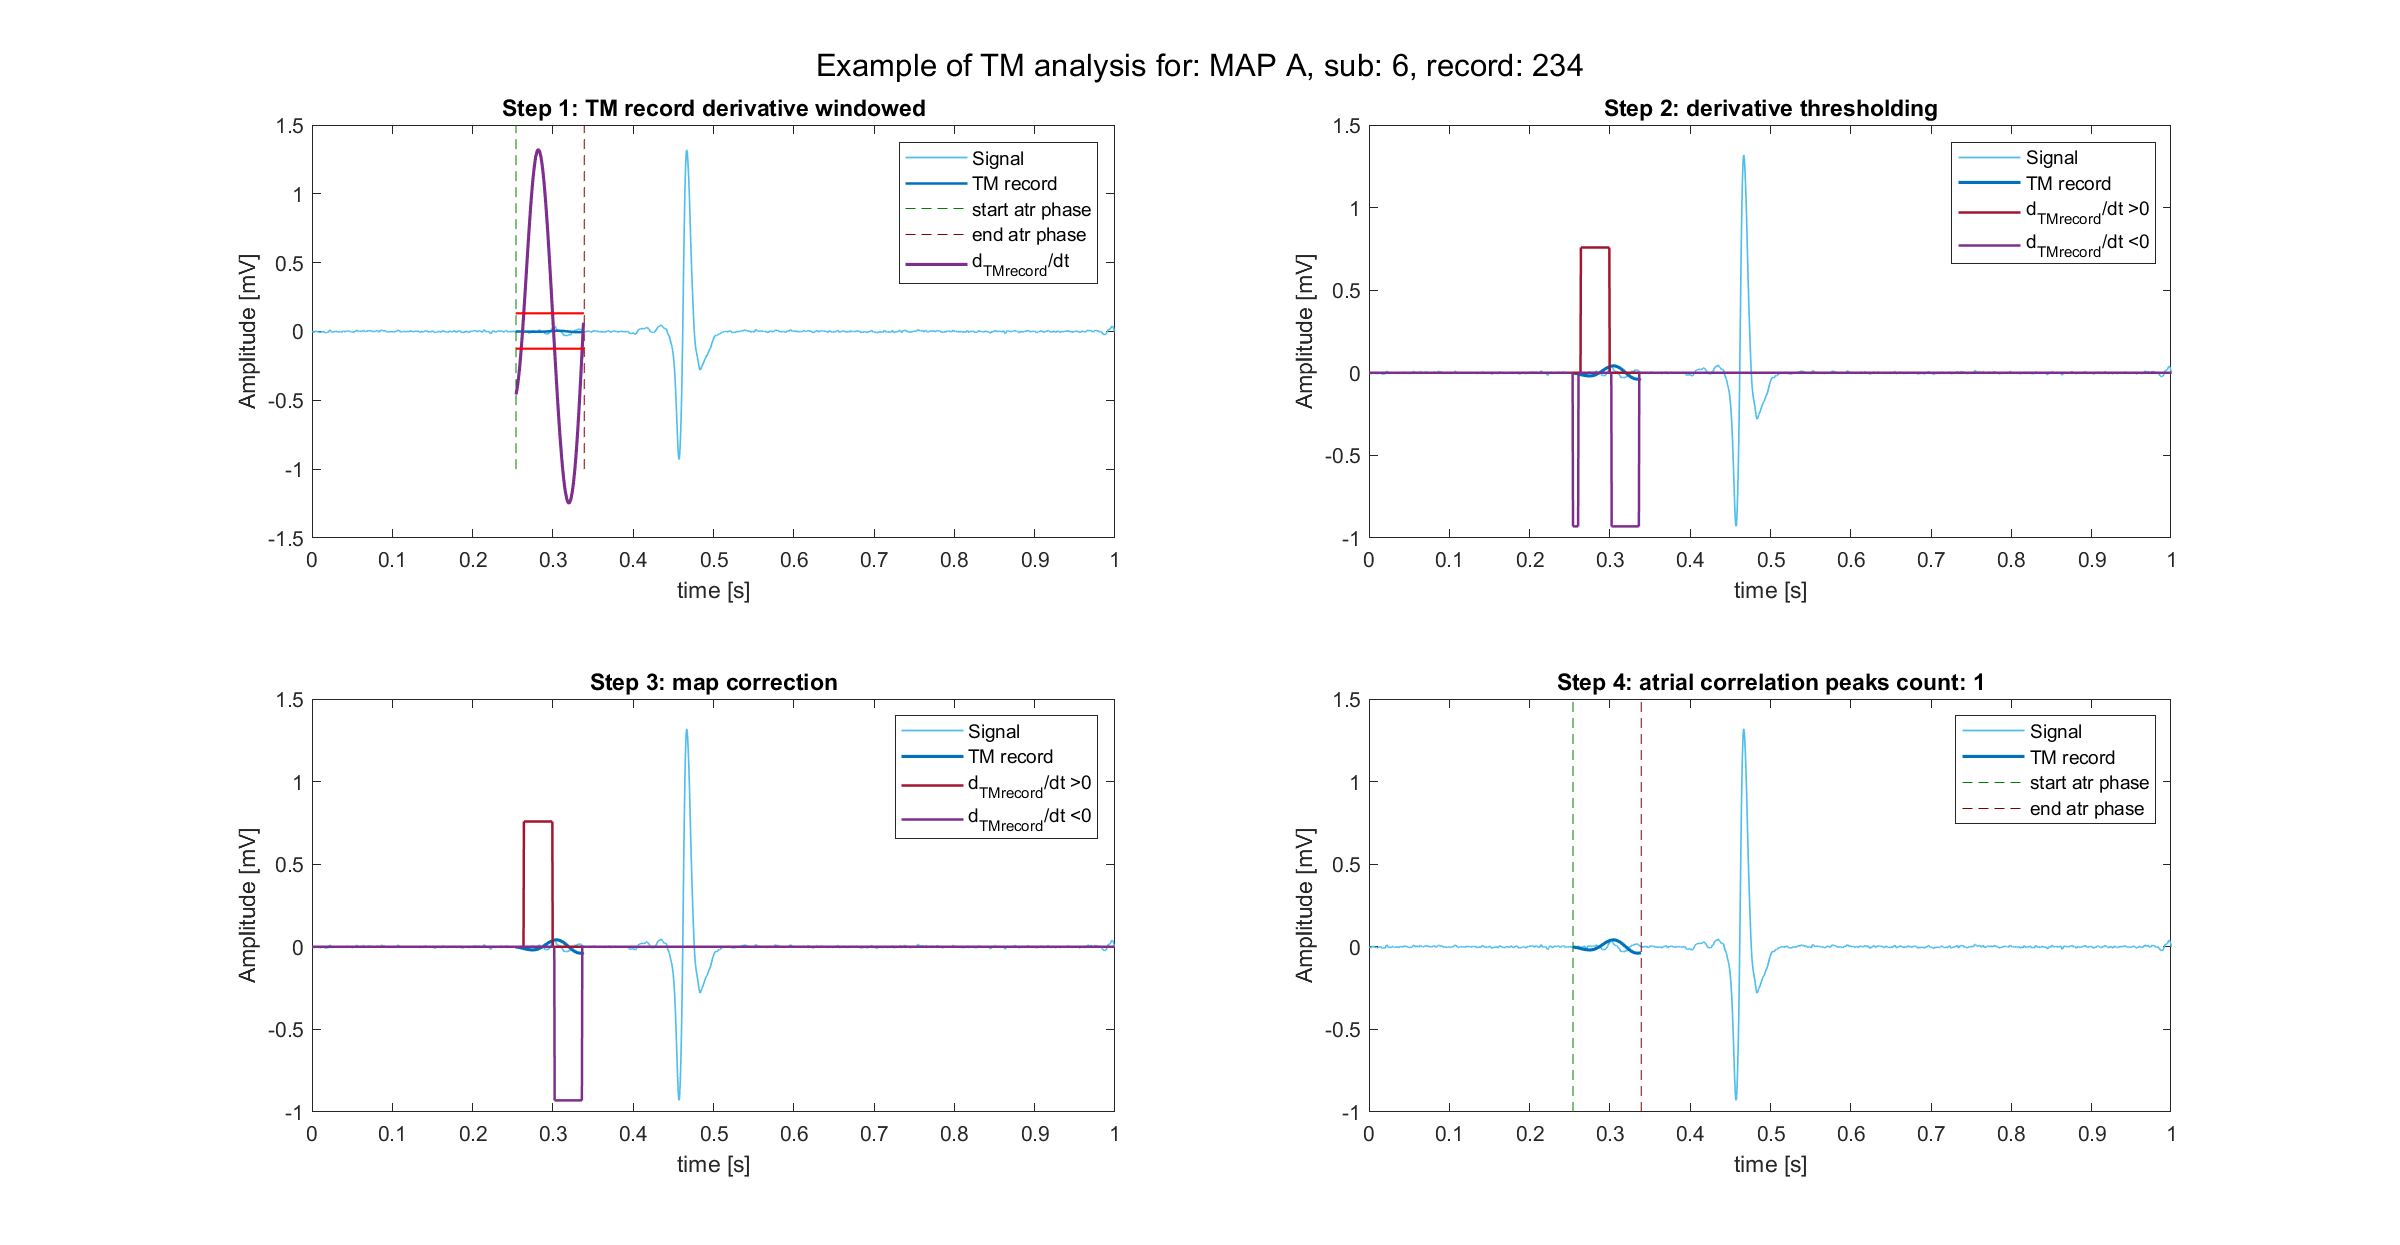 Example of TM analysis for: MAP A, sub: 6, record: 234
Step 1: TM record derivative windowed
1.5
1
0.5
0
-0.5
-1
-1.5
Amplitude [mV]
0 0.1 0.2 0.3 0.4 0.5 0.6 0.7 0.8 0.9 1
time [s]
Signal
TM record
start atr phase
end atr phase
dTMrecord/dt
Step 2: derivative thresholding
1.5
1
0.5
0
-0.5
-1
Amplitude [mV]
0 0.1 0.2 0.3 0.4 0.5 0.6 0.7 0.8 0.9 1
time [s]
Signal
TM record
dTMrecord/dt >0
dTMrecord/dt <0
Step 3: map correction
1.5
1
0.5
0
-0.5
-1
Amplitude [mV]
0 0.1 0.2 0.3 0.4 0.5 0.6 0.7 0.8 0.9 1
time [s]
Signal
TM record
dTMrecord/dt >0
dTMrecord/dt <0
Step 4: atrial correlation peaks count: 1
1.5
1
0.5
0
-0.5
-1
Amplitude [mV]
0 0.1 0.2 0.3 0.4 0.5 0.6 0.7 0.8 0.9 1
time [s]
Signal
TM record
start atr phase
end atr phase